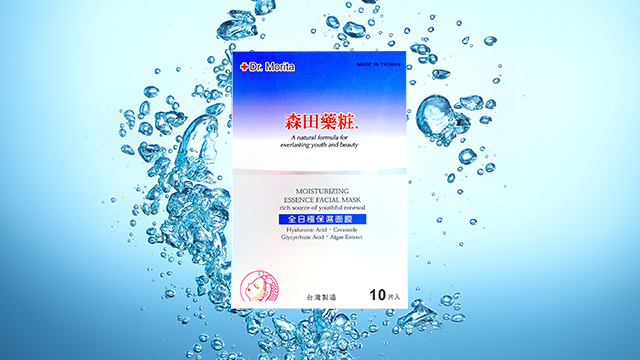 Dr. Morita
MADE IN TAIWAN
森田藥粧
A natural formula for
everlasting youth and beauty
MOISTURIZING
ESSENCE FACIAL MASK
rich source of youthful renewal
全日極保濕面膜
Hyaluronic Acid・Ceramide
Glycyrrhizic Acid・Algae Extract
台灣製造
10片入